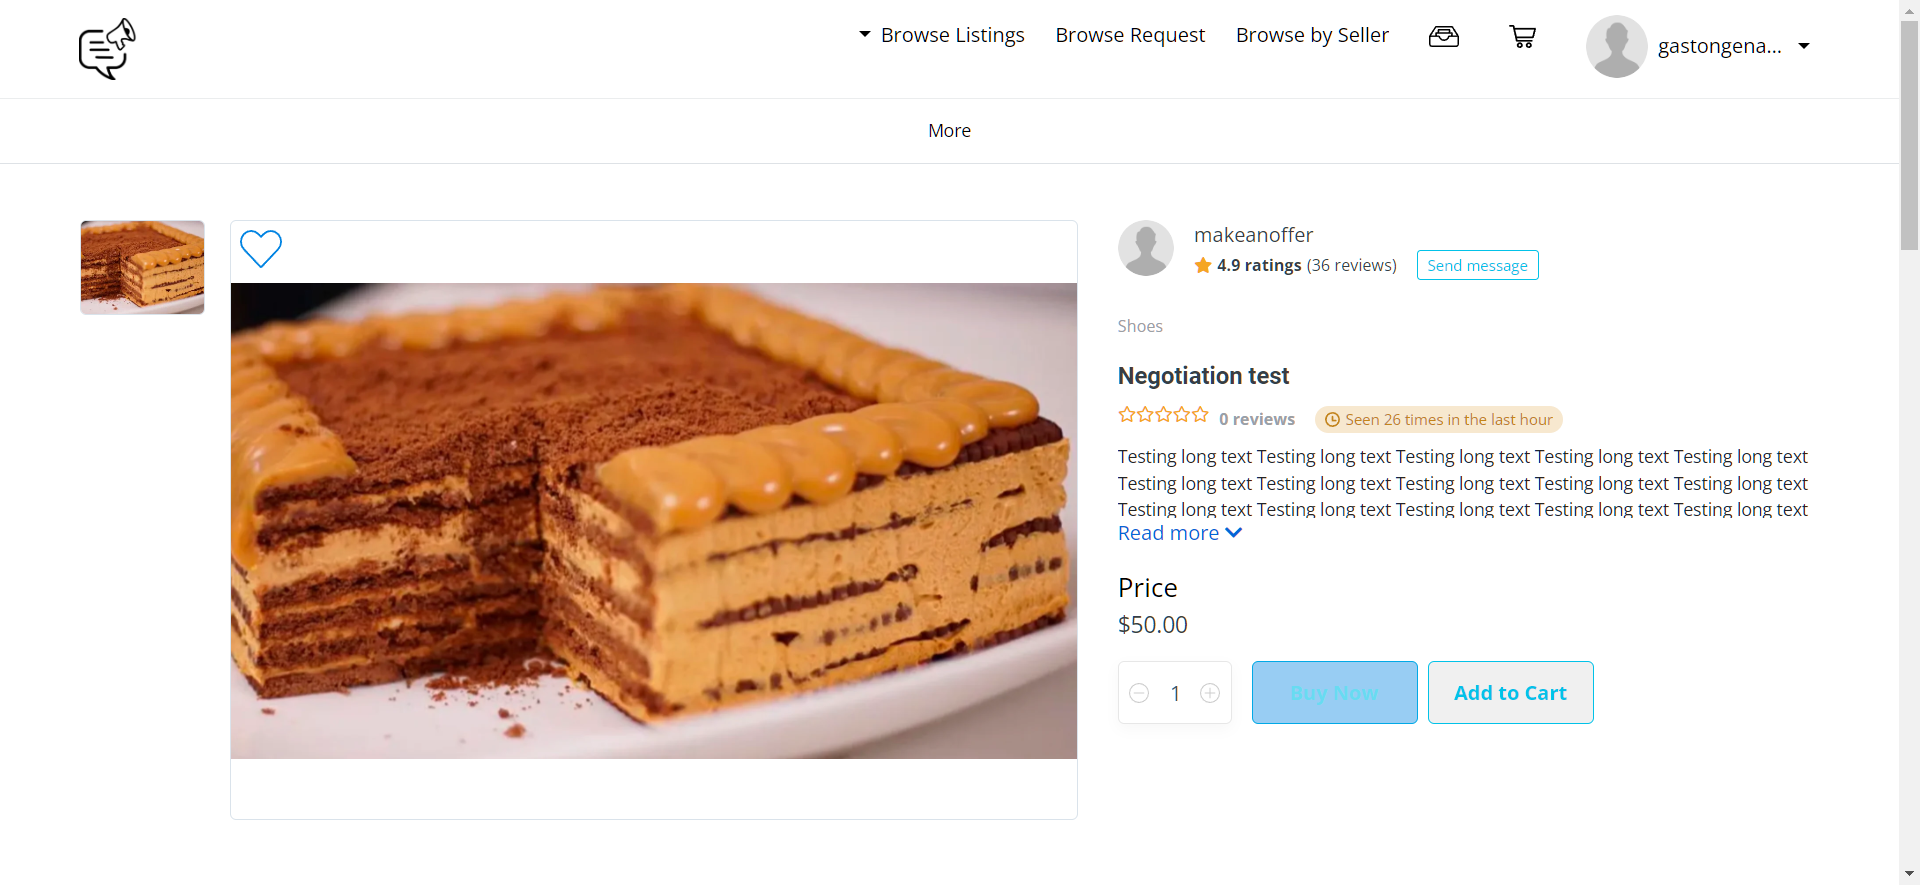 Browse Listings
Browse Request
Browse by Seller
gastongena...
More
makeanoffer
4.9 ratings (36 reviews)
Send message
Shoes
Negotiation test
0 reviews
Seen 26 times in the last hour
Testing long text Testing long text Testing long text Testing long text Testing long text
Testing long text Testing long text Testing long text Testing long text Testing long text
Testing long text Testing long text Testing long text Testing long text Testing long text
Read more
Price
$50.00
1
Buy Now
Add to Cart